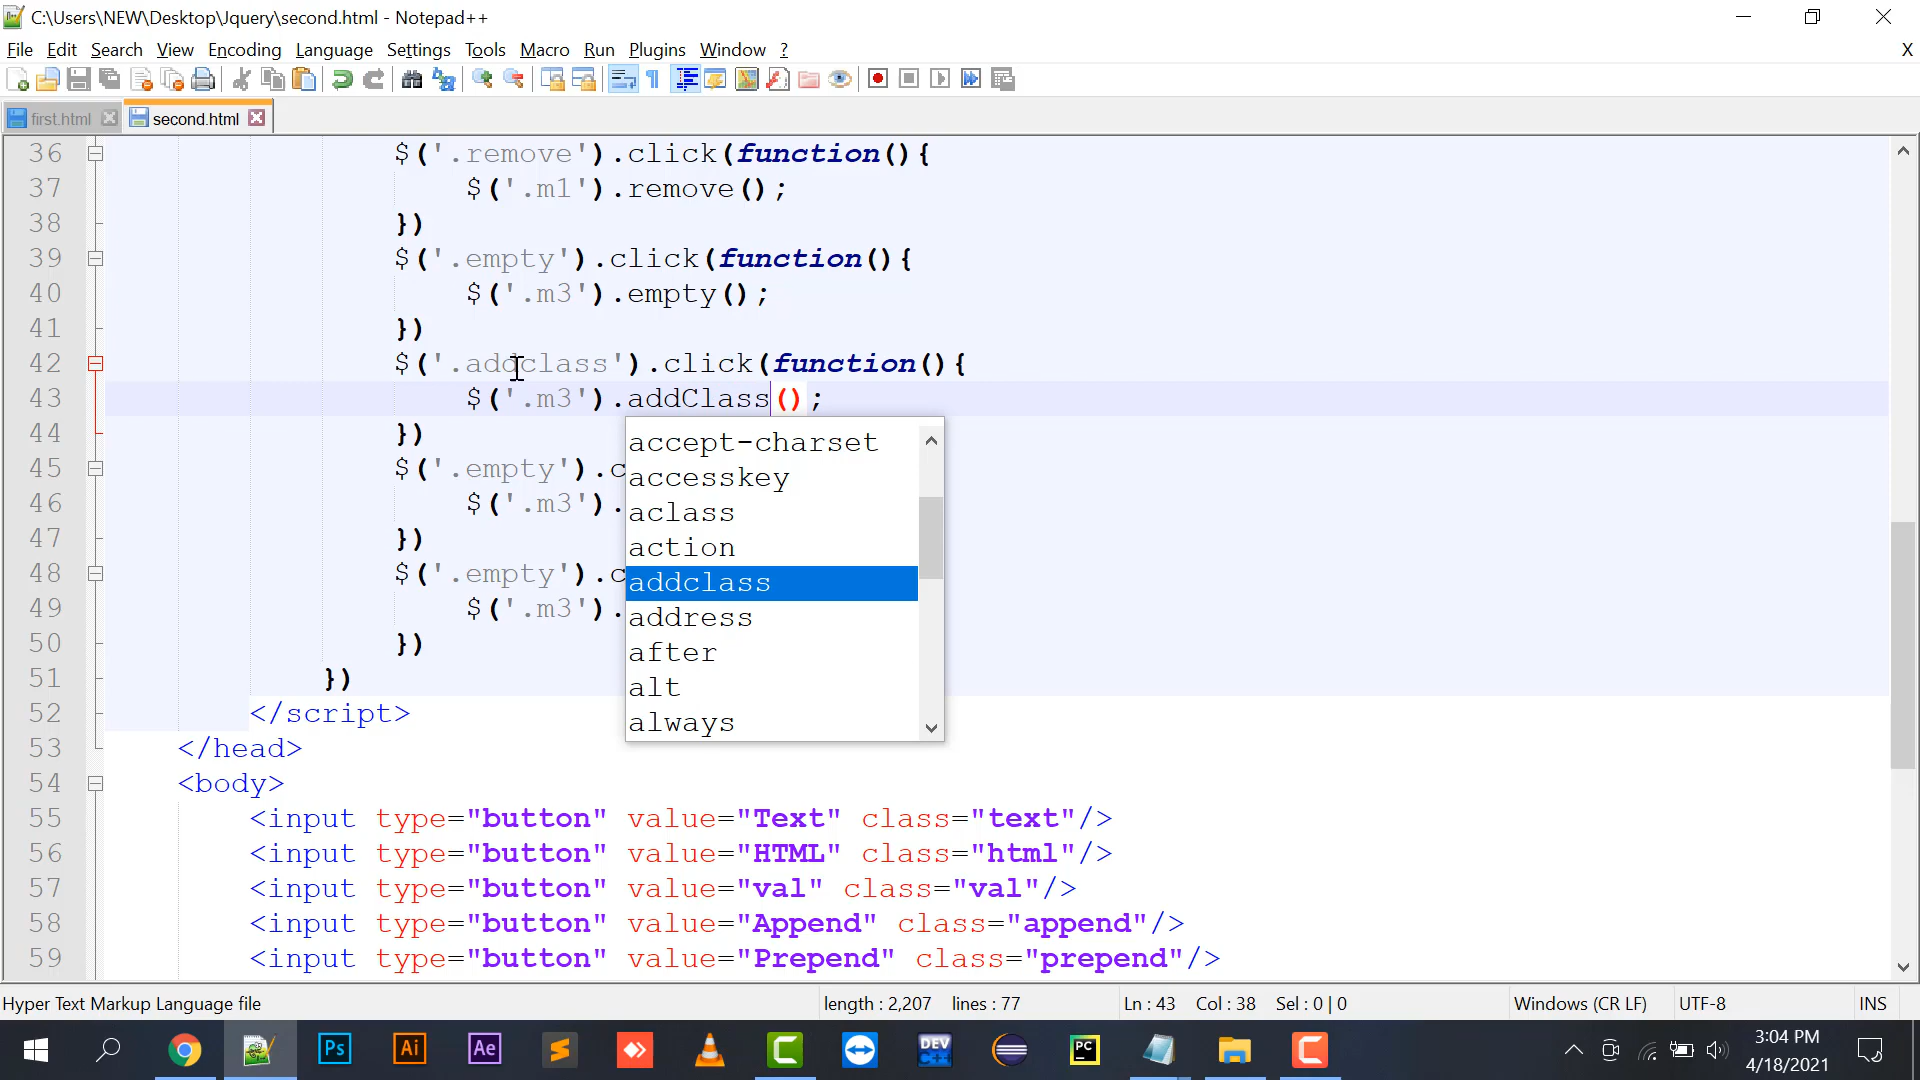 C:\Users\NEW\Desktop\Jquery\second.html - Notepad++
File Edit Search View Encoding Language Settings Tools Macro Run Plugins Window ? X
first.html second.html
36 $('.remove').click(function(){
37 $('.m1').remove();
38 })
39 $('.empty').click(function(){
40 $('.m3').empty();
41 })
42 $('.addclass').click(function(){
43 $('.m3').addClass();
44 })
45 $('.empty').c
46 $('.m3').
47 })
48 $('.empty').c
49 $('.m3').
50 })
51 })
52 </script>
53 </head>
54 <body>
55 <input type="button" value="Text" class="text"/>
56 <input type="button" value="HTML" class="html"/>
57 <input type="button" value="val" class="val"/>
58 <input type="button" value="Append" class="append"/>
59 <input type="button" value="Prepend" class="prepend"/>
accept-charset
accesskey
aclass
action
addclass
address
after
alt
always
Hyper Text Markup Language file length : 2,207 lines : 77 Ln : 43 Col : 38 Sel : 0 | 0 Windows (CR LF) UTF-8 INS
Ps Ai Ae DEV C++ PC
3:04 PM
4/18/2021